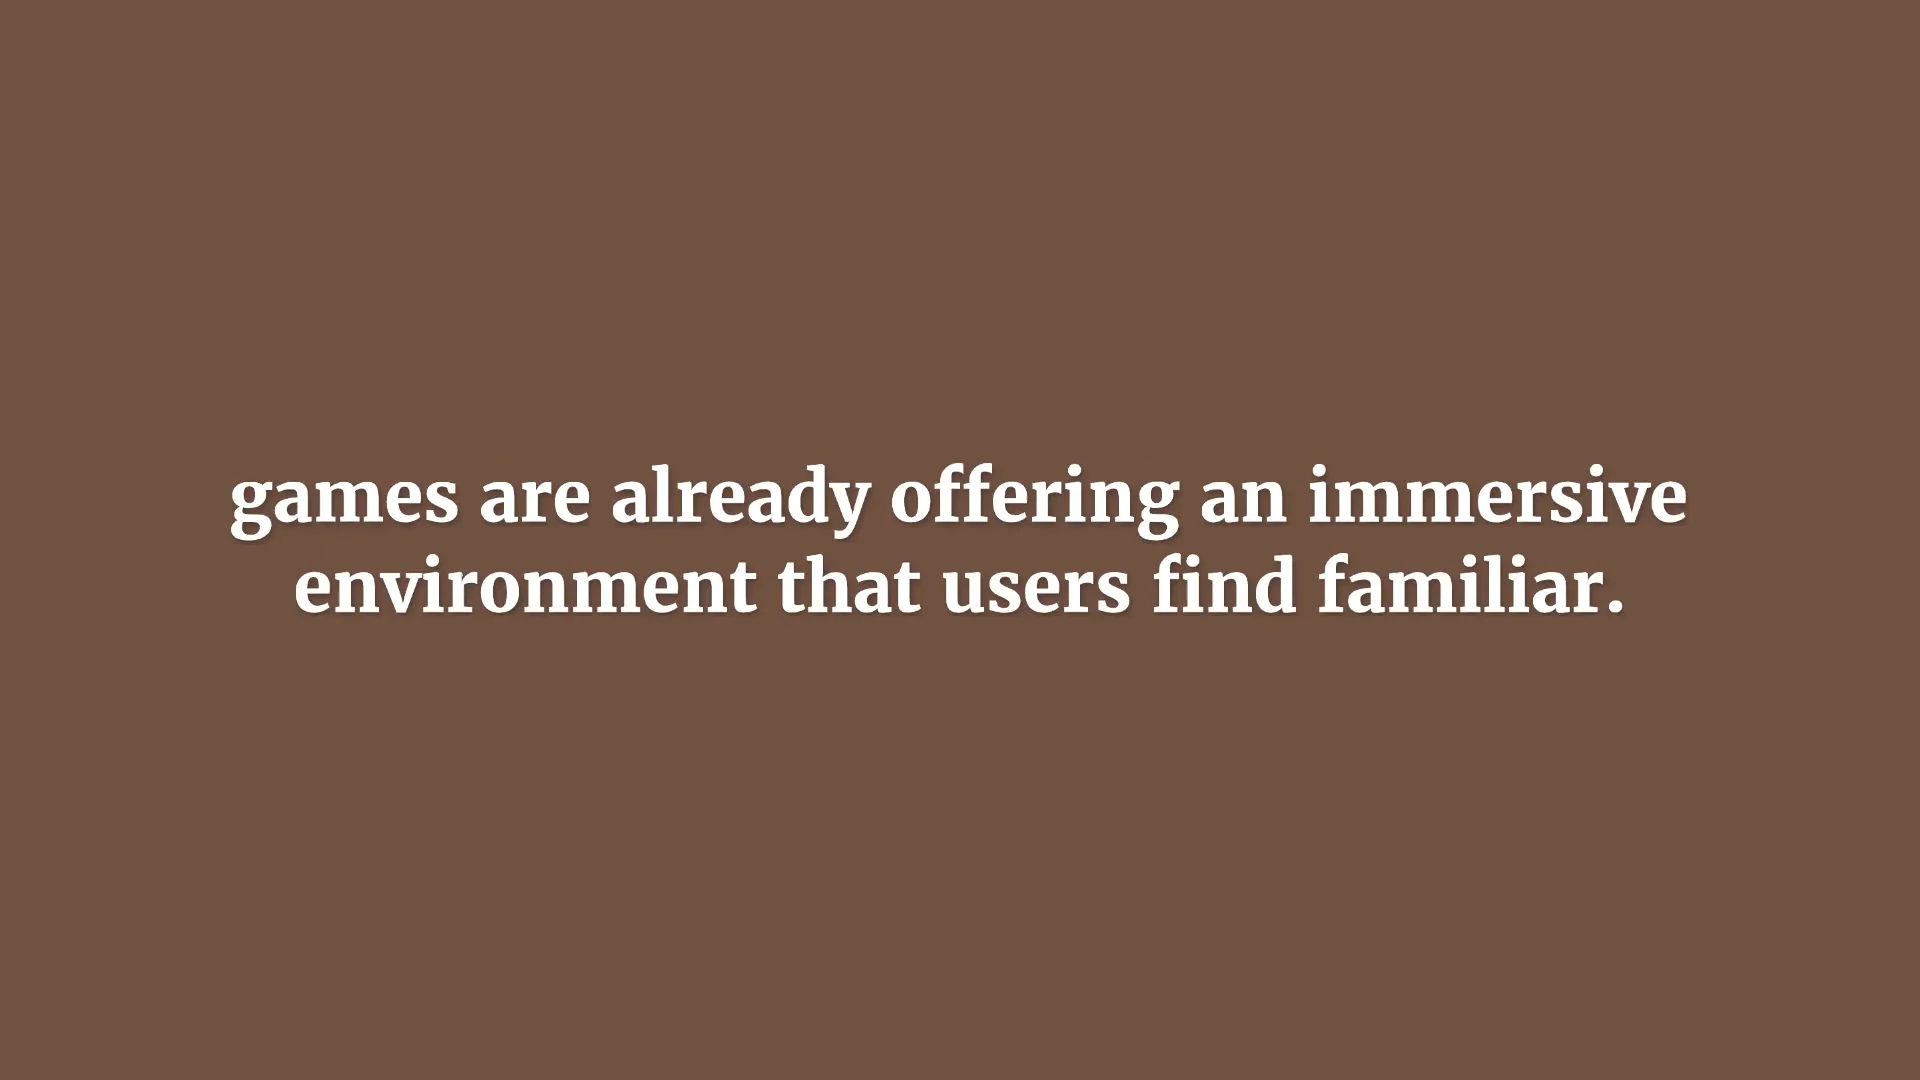 games are already offering an immersive
environment that users find familiar.